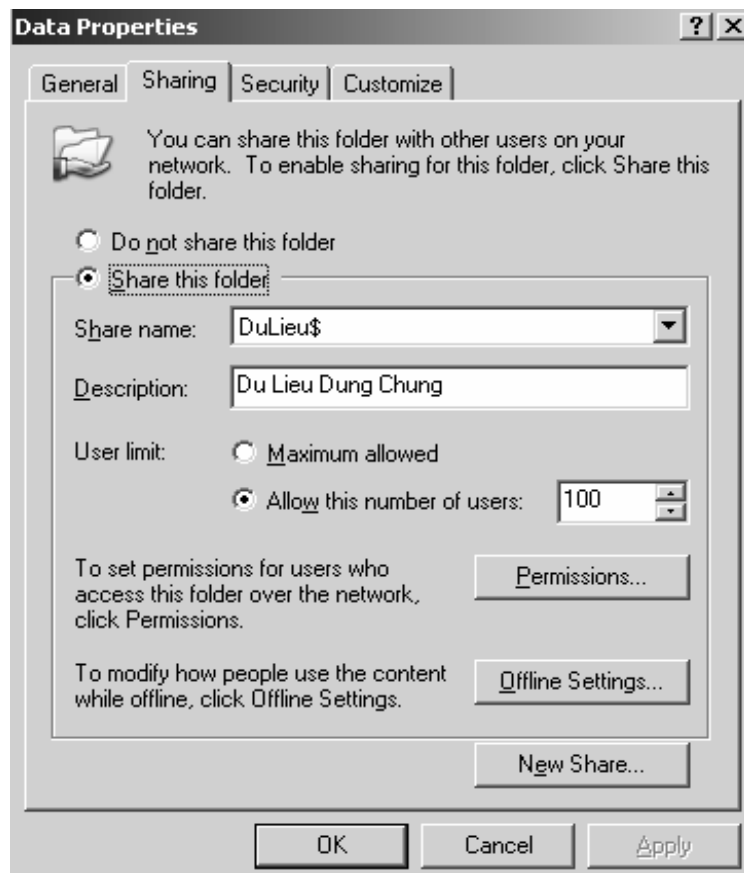 Data Properties
General Sharing Security Customize
You can share this folder with other users on your
network. To enable sharing for this folder, click Share this
folder.
Do not share this folder
Share this folder
Share name: DuLieu$
Description: Du Lieu Dung Chung
User limit: Maximum allowed
Allow this number of users: 100
To set permissions for users who
access this folder over the network,
click Permissions.
Permissions...
To modify how people use the content
while offline, click Offline Settings.
Offline Settings...
New Share...
OK Cancel Apply